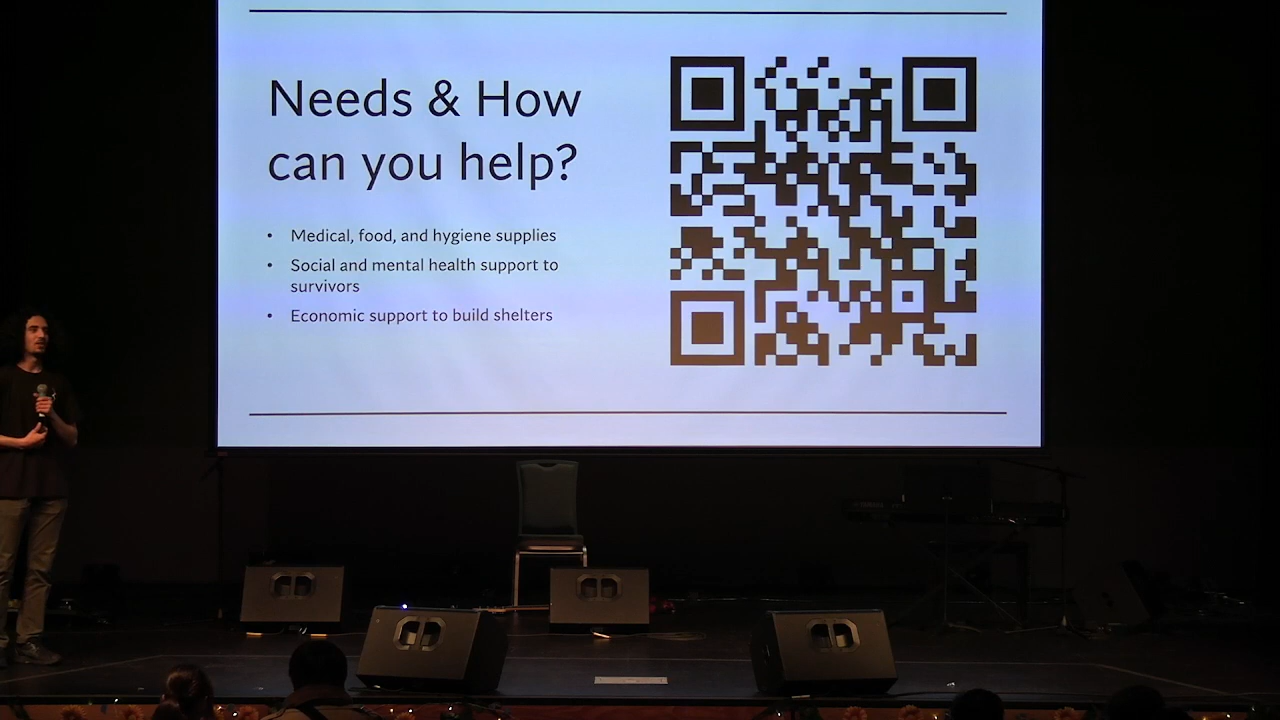 Needs & How
can you help?
• Medical, food, and hygiene supplies
• Social and mental health support to
survivors
• Economic support to build shelters